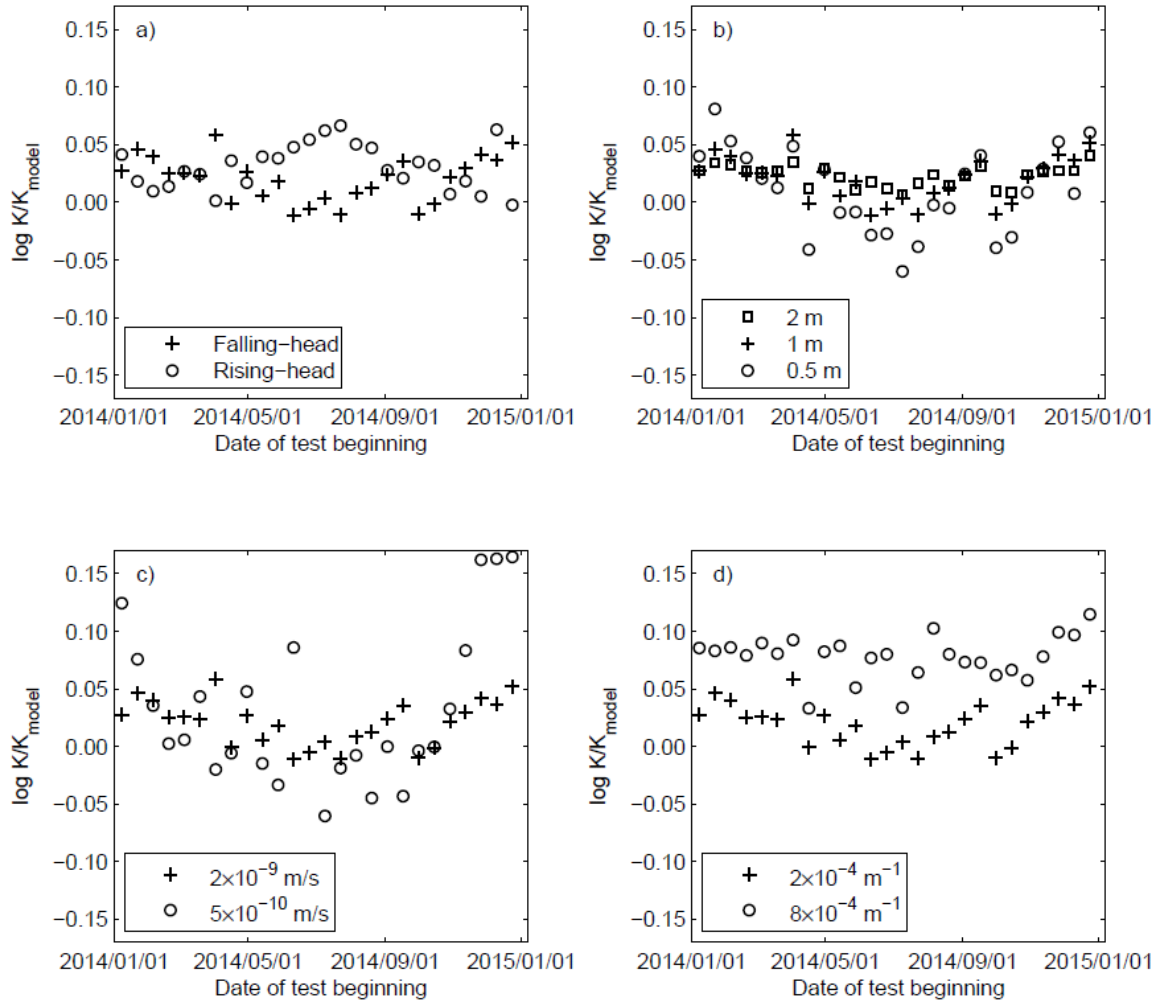 a)
0.15
0.10
0.05
0.00
−0.05
−0.10
−0.15
log K/K_model
Falling−head
Rising−head
2014/01/01 2014/05/01 2014/09/01 2015/01/01
Date of test beginning
b)
0.15
0.10
0.05
0.00
−0.05
−0.10
−0.15
log K/K_model
2 m
1 m
0.5 m
2014/01/01 2014/05/01 2014/09/01 2015/01/01
Date of test beginning
c)
0.15
0.10
0.05
0.00
−0.05
−0.10
−0.15
log K/K_model
2×10⁻⁹ m/s
5×10⁻¹⁰ m/s
2014/01/01 2014/05/01 2014/09/01 2015/01/01
Date of test beginning
d)
0.15
0.10
0.05
0.00
−0.05
−0.10
−0.15
log K/K_model
2×10⁻⁴ m⁻¹
8×10⁻⁴ m⁻¹
2014/01/01 2014/05/01 2014/09/01 2015/01/01
Date of test beginning